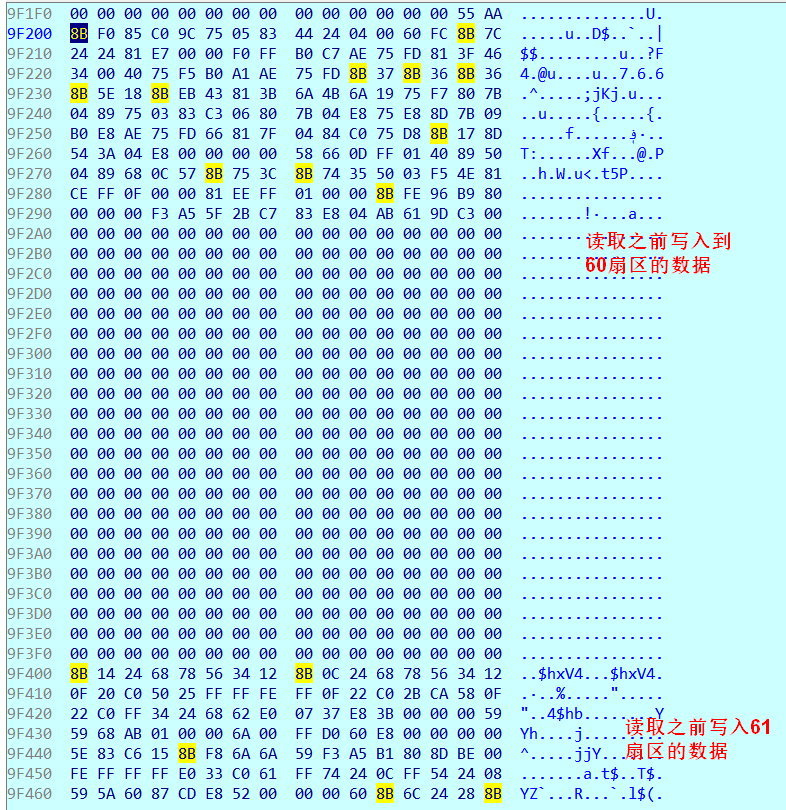 9F1F0 00 00 00 00 00 00 00 00 00 00 00 00 00 00 55 AA ..............U.
9F200 8B F0 85 C0 9C 75 05 83 44 24 04 00 60 FC 8B 7C .....u..D$..`..|
9F210 24 24 81 E7 00 00 F0 FF B0 C7 AE 75 FD 81 3F 46 $$.........u..?F
9F220 34 00 40 75 F5 B0 A1 AE 75 FD 8B 37 8B 36 8B 36 4.@u....u..7.6.6
9F230 8B 5E 18 8B EB 43 81 3B 6A 4B 6A 19 75 F7 80 7B .^.....;jKj.u...
9F240 04 89 75 03 83 C3 06 80 7B 04 E8 75 E8 8D 7B 09 ..u.....{.....{.
9F250 B0 E8 AE 75 FD 66 81 7F 04 84 C0 75 D8 8B 17 8D
9F260 54 3A 04 E8 00 00 00 00 58 66 0D FF 01 40 89 50 T:......Xf...@.P
9F270 04 89 68 0C 57 8B 75 3C 8B 74 35 50 03 F5 4E 81 ..h.W.u<.t5P....
9F280 CE FF 0F 00 00 81 EE FF 01 00 00 8B FE 96 B9 80 ................
9F290 00 00 00 F3 A5 5F 2B C7 83 E8 04 AB 61 9D C3 00
9F2A0 00 00 00 00 00 00 00 00 00 00 00 00 00 00 00 00 ................
读取之前写入到
9F2B0 00 00 00 00 00 00 00 00 00 00 00 00 00 00 00 00 ................
60扇区的数据
9F2C0 00 00 00 00 00 00 00 00 00 00 00 00 00 00 00 00 ................
9F2D0 00 00 00 00 00 00 00 00 00 00 00 00 00 00 00 00 ................
9F2E0 00 00 00 00 00 00 00 00 00 00 00 00 00 00 00 00 ................
9F2F0 00 00 00 00 00 00 00 00 00 00 00 00 00 00 00 00 ................
9F300 00 00 00 00 00 00 00 00 00 00 00 00 00 00 00 00 ................
9F310 00 00 00 00 00 00 00 00 00 00 00 00 00 00 00 00 ................
9F320 00 00 00 00 00 00 00 00 00 00 00 00 00 00 00 00 ................
9F330 00 00 00 00 00 00 00 00 00 00 00 00 00 00 00 00 ................
9F340 00 00 00 00 00 00 00 00 00 00 00 00 00 00 00 00 ................
9F350 00 00 00 00 00 00 00 00 00 00 00 00 00 00 00 00 ................
9F360 00 00 00 00 00 00 00 00 00 00 00 00 00 00 00 00 ................
9F370 00 00 00 00 00 00 00 00 00 00 00 00 00 00 00 00 ................
9F380 00 00 00 00 00 00 00 00 00 00 00 00 00 00 00 00 ................
9F390 00 00 00 00 00 00 00 00 00 00 00 00 00 00 00 00 ................
9F3A0 00 00 00 00 00 00 00 00 00 00 00 00 00 00 00 00 ................
9F3B0 00 00 00 00 00 00 00 00 00 00 00 00 00 00 00 00 ................
9F3C0 00 00 00 00 00 00 00 00 00 00 00 00 00 00 00 00 ................
9F3D0 00 00 00 00 00 00 00 00 00 00 00 00 00 00 00 00 ................
9F3E0 00 00 00 00 00 00 00 00 00 00 00 00 00 00 00 00 ................
9F3F0 00 00 00 00 00 00 00 00 00 00 00 00 00 00 00 00 ................
9F400 8B 14 24 68 78 56 34 12 8B 0C 24 68 78 56 34 12 ..$hxV4...$hxV4.
9F410 0F 20 C0 50 25 FF FF FE FF 0F 22 C0 2B CA 58 0F
9F420 22 C0 FF 34 24 68 62 E0 07 37 E8 3B 00 00 00 59 "..4$hb........Y
9F430 59 68 AB 01 00 00 6A 00 FF D0 60 E8 00 00 00 00 Yh....j.........
读取之前写入61
9F440 5E 83 C6 15 8B F8 6A 6A 59 F3 A5 B1 80 8D BE 00 ^.....jjY.......
扇区的数据
9F450 FE FF FF FF E0 33 C0 61 FF 74 24 0C FF 54 24 08 .......a.t$..T$.
9F460 59 5A 60 87 CD E8 52 00 00 00 60 8B 6C 24 28 8B YZ`...R...`.l$(.